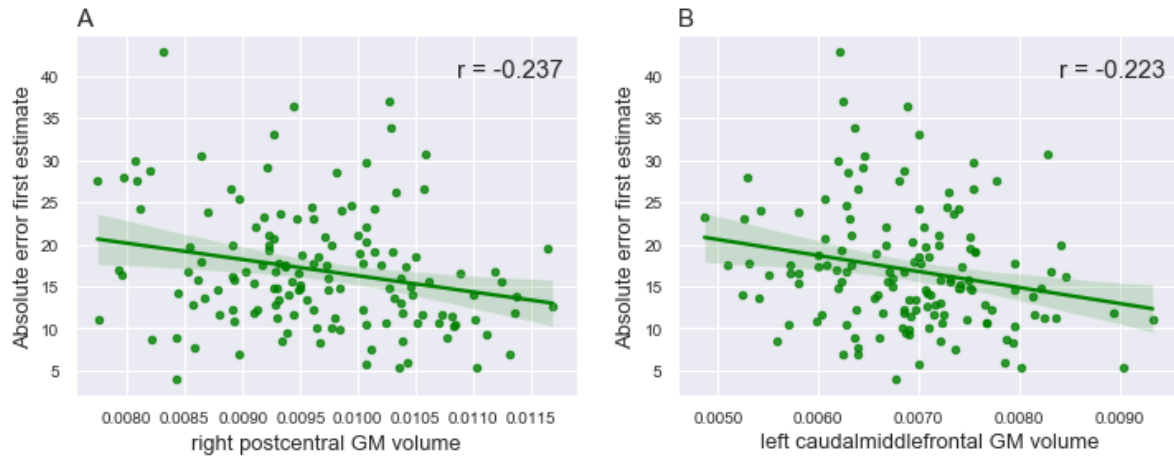 A
r = -0.237
Absolute error first estimate
40
35
30
25
20
15
10
5
0.0080 0.0085 0.0090 0.0095 0.0100 0.0105 0.0110 0.0115
right postcentral GM volume
B
r = -0.223
Absolute error first estimate
40
35
30
25
20
15
10
5
0.0050 0.0060 0.0070 0.0080 0.0090
left caudalmiddlefrontal GM volume